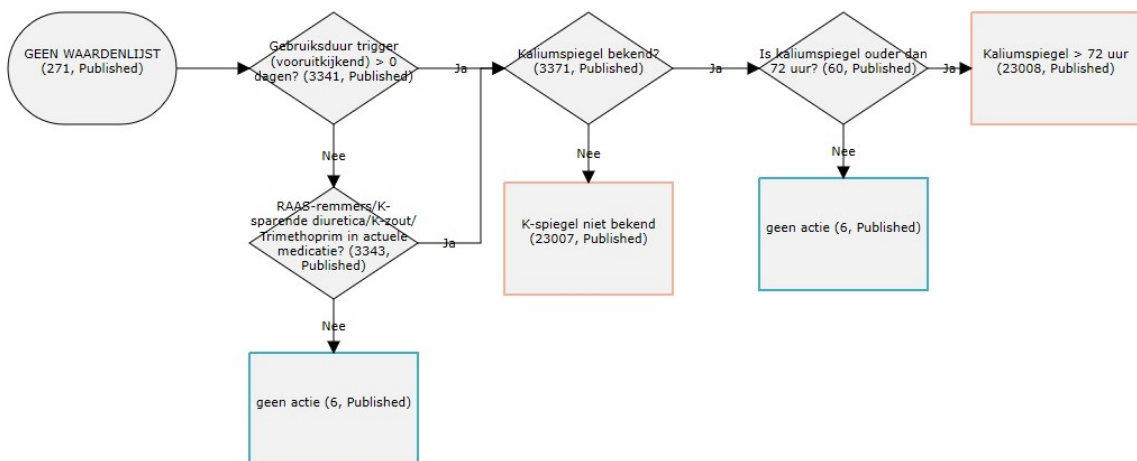 GEEN WAARDENLIJST
(271, Published)
Gebruiksduur trigger
(vooruitkijkend) > 0
dagen? (3341, Published)
Ja
Kaliumspiegel bekend?
(3371, Published)
Ja
Is kaliumspiegel ouder dan
72 uur? (60, Published)
Ja
Kaliumspiegel > 72 uur
(23008, Published)
Nee
Nee
Nee
RAAS-remmers/K-
sparende diuretica/K-zout/
Trimethoprim in actuele
medicatie? (3343,
Published)
Ja
K-spiegel niet bekend
(23007, Published)
geen actie (6, Published)
Nee
geen actie (6, Published)